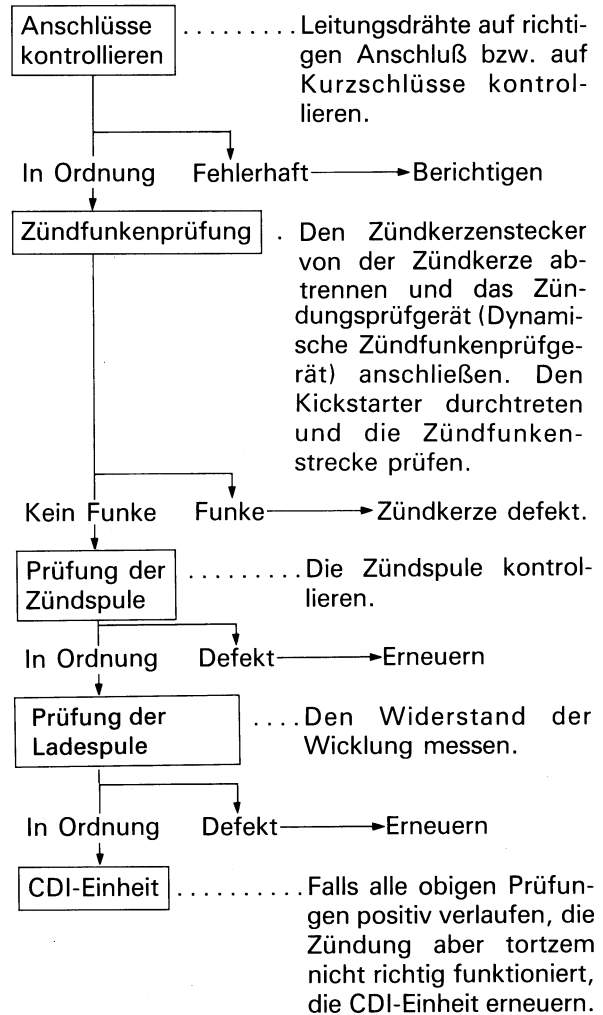 Anschlüsse ......... Leitungsdrähte auf richti-
kontrollieren gen Anschluß bzw. auf
Kurzschlüsse kontrol-
lieren.
In Ordnung Fehlerhaft Berichtigen
Zündfunkenprüfung . Den Zündkerzenstecker
von der Zündkerze ab-
trennen und das Zün-
dungsprüfgerät (Dynami-
sche Zündfunkenprüfge-
rät) anschließen. Den
Kickstarter durchtreten
und die Zündfunken-
strecke prüfen.
Kein Funke Funke Zündkerze defekt.
Prüfung der ......... Die Zündspule kontrol-
Zündspule lieren.
In Ordnung Defekt Erneuern
Prüfung der .... Den Widerstand der
Ladespule Wicklung messen.
In Ordnung Defekt Erneuern
CDI-Einheit .......... Falls alle obigen Prüfun-
gen positiv verlaufen, die
Zündung aber tortzem
nicht richtig funktioniert,
die CDI-Einheit erneuern.